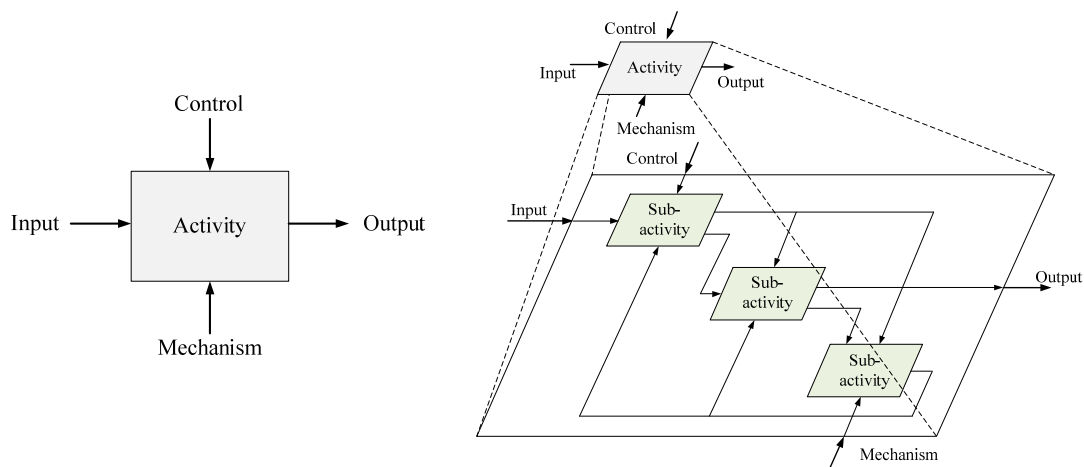 Control
Input
Activity
Output
Mechanism
Control
Input
Activity
Output
Mechanism
Control
Input
Sub-
activity
Sub-
activity
Output
Sub-
activity
Mechanism